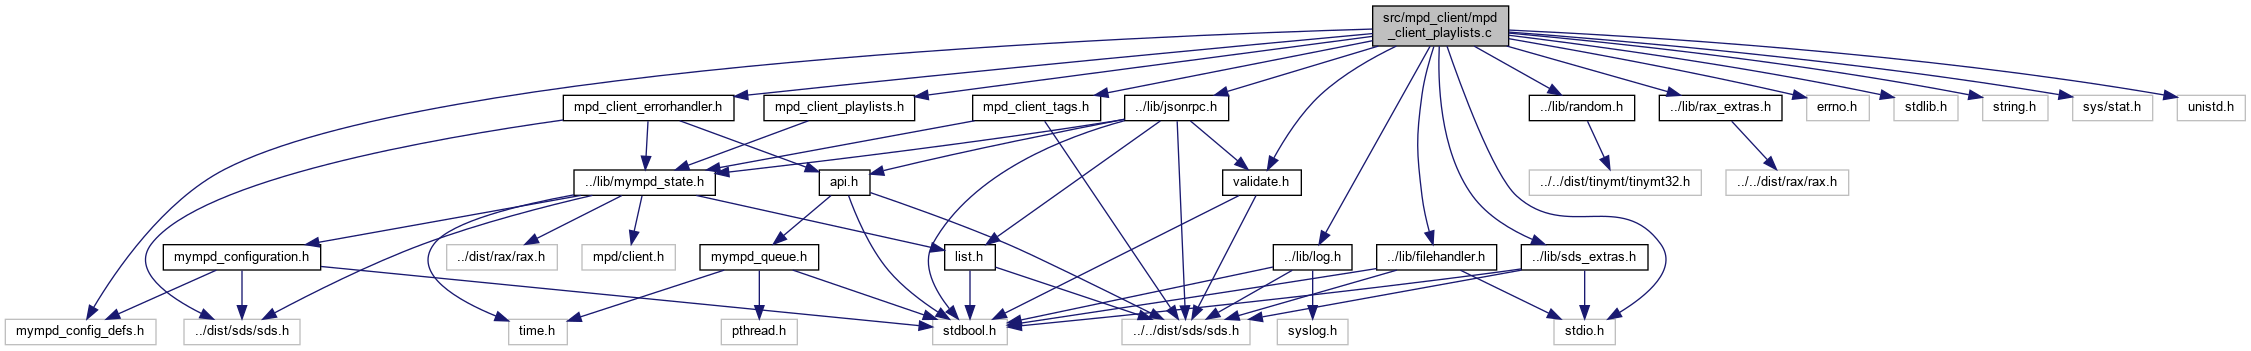 src/mpd_client/mpd
_client_playlists.c
mpd_client_errorhandler.h
mpd_client_playlists.h
mpd_client_tags.h
../lib/jsonrpc.h
../lib/random.h
../lib/rax_extras.h
errno.h
stdlib.h
string.h
sys/stat.h
unistd.h
../lib/mympd_state.h
api.h
validate.h
../../dist/tinymt/tinymt32.h
../../dist/rax/rax.h
mympd_configuration.h
../dist/rax/rax.h
mpd/client.h
mympd_queue.h
list.h
../lib/log.h
../lib/filehandler.h
../lib/sds_extras.h
mympd_config_defs.h
../dist/sds/sds.h
time.h
pthread.h
stdbool.h
../../dist/sds/sds.h
syslog.h
stdio.h